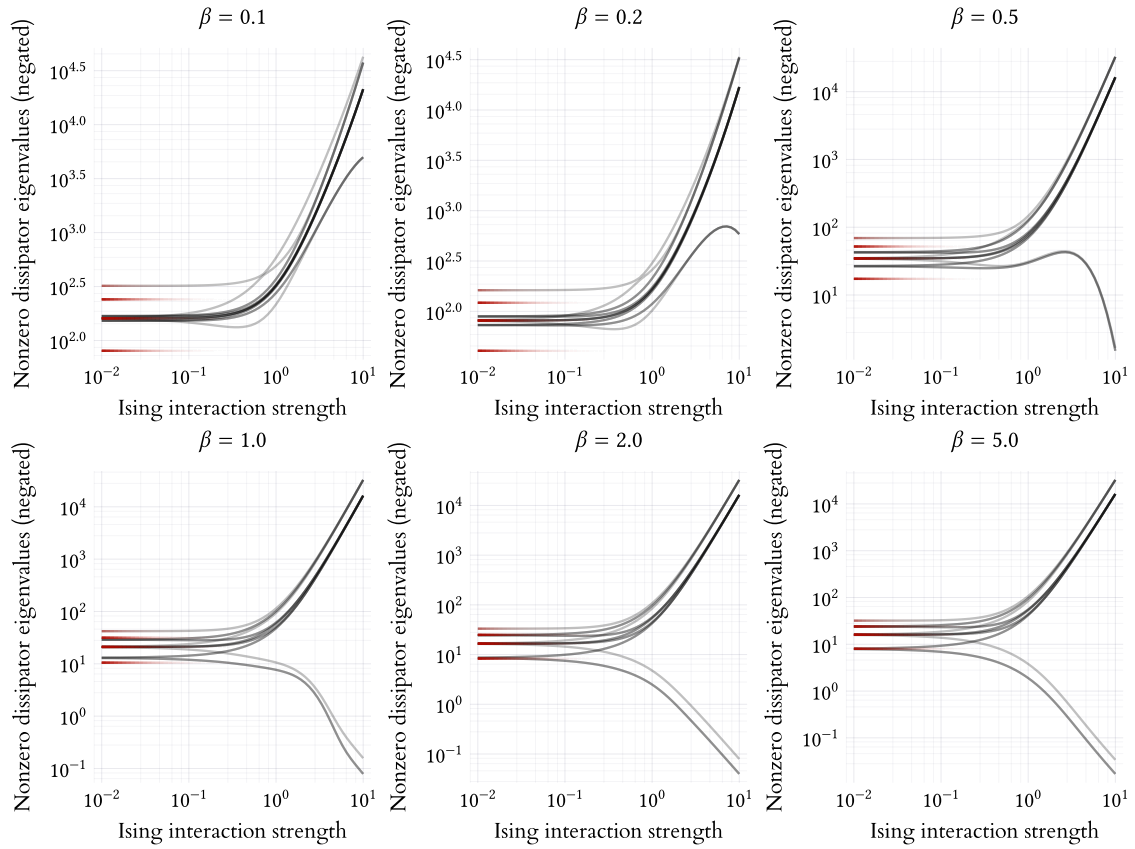 β = 0.1
Nonzero dissipator eigenvalues (negated)
10^4.5
10^4.0
10^3.5
10^3.0
10^2.5
10^2.0
10^−2 10^−1 10^0 10^1
Ising interaction strength
β = 0.2
Nonzero dissipator eigenvalues (negated)
10^4.5
10^4.0
10^3.5
10^3.0
10^2.5
10^2.0
10^−2 10^−1 10^0 10^1
Ising interaction strength
β = 0.5
Nonzero dissipator eigenvalues (negated)
10^4
10^3
10^2
10^1
10^−2 10^−1 10^0 10^1
Ising interaction strength
β = 1.0
Nonzero dissipator eigenvalues (negated)
10^4
10^3
10^2
10^1
10^0
10^−1
10^−2 10^−1 10^0 10^1
Ising interaction strength
β = 2.0
Nonzero dissipator eigenvalues (negated)
10^4
10^3
10^2
10^1
10^0
10^−1
10^−2 10^−1 10^0 10^1
Ising interaction strength
β = 5.0
Nonzero dissipator eigenvalues (negated)
10^4
10^3
10^2
10^1
10^0
10^−1
10^−2 10^−1 10^0 10^1
Ising interaction strength